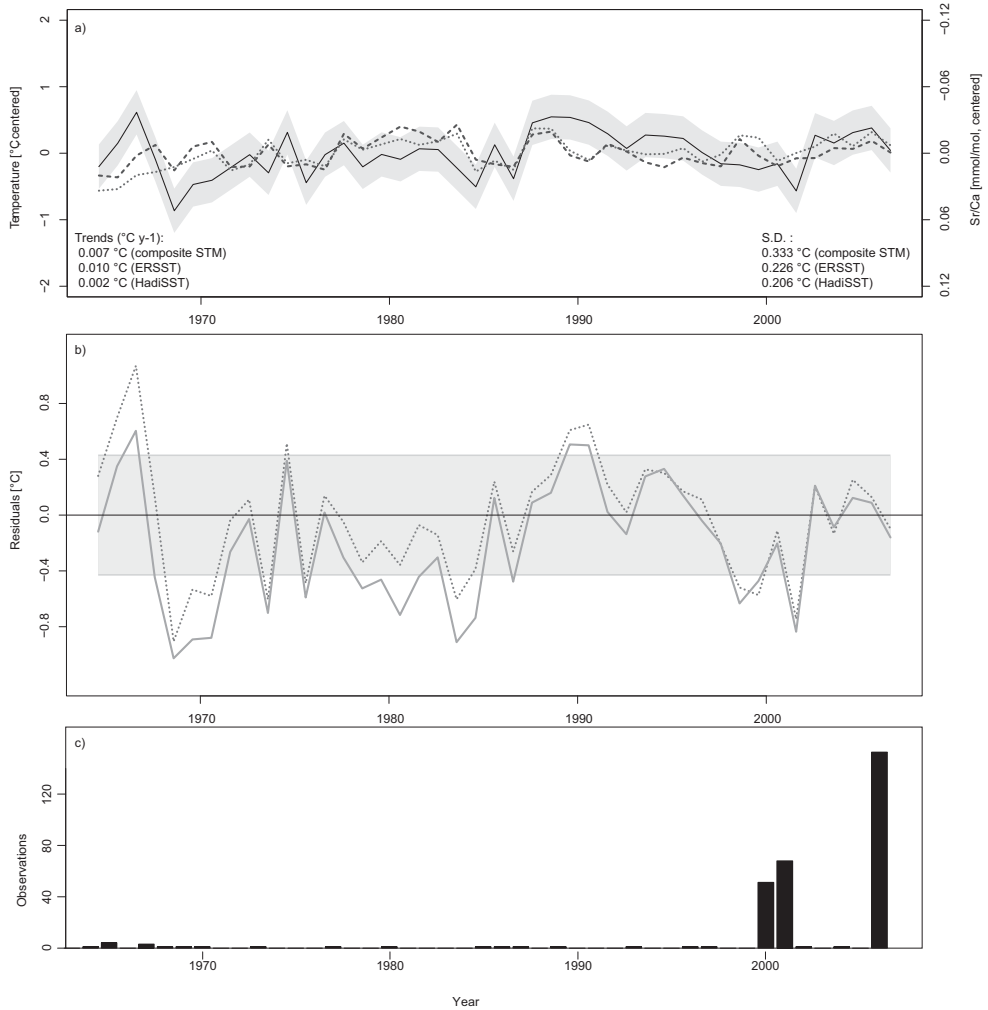 a)
Temperature [°Ccentered]
2
1
0
−1
−2
Sr/Ca [mmol/mol, centered)
−0.12
−0.06
0.00
0.06
0.12
Trends (°C y-1):
0.007 °C (composite STM)
0.010 °C (ERSST)
0.002 °C (HadiSST)
S.D. :
0.333 °C (composite STM)
0.226 °C (ERSST)
0.206 °C (HadiSST)
1970 1980 1990 2000
b)
Residuals [°C]
0.8
0.4
0.0
−0.4
−0.8
1970 1980 1990 2000
c)
Observations
120
80
40
0
1970 1980 1990 2000
Year